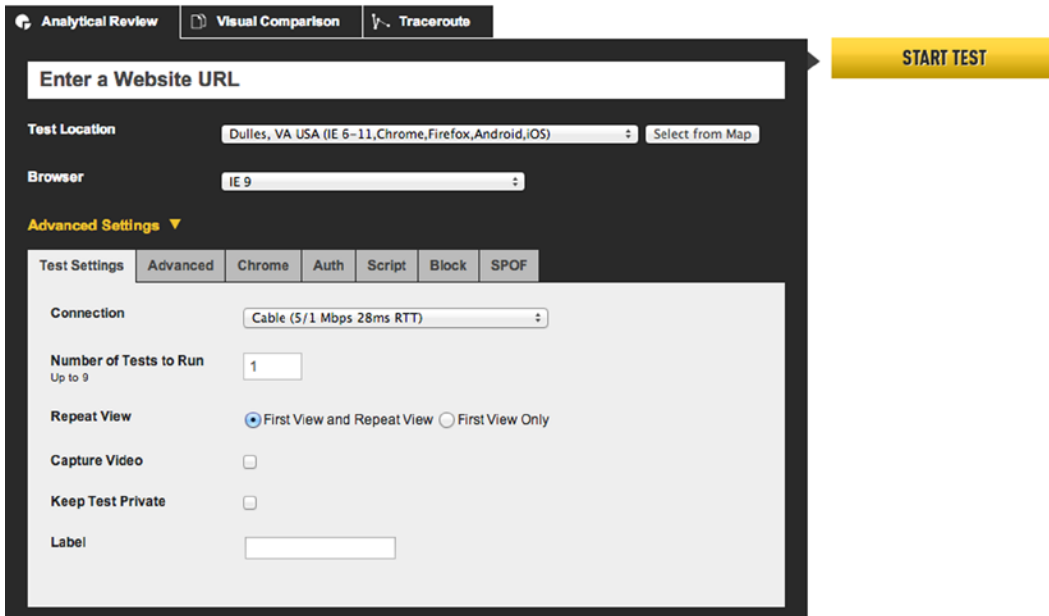 Analytical Review Visual Comparison Traceroute
START TEST
Enter a Website URL
Test Location Dulles, VA USA (IE 6-11,Chrome,Firefox,Android,iOS) Select from Map
Browser IE 9
Advanced Settings ▼
Test Settings Advanced Chrome Auth Script Block SPOF
Connection Cable (5/1 Mbps 28ms RTT)
Number of Tests to Run 1
Up to 9
Repeat View First View and Repeat View First View Only
Capture Video
Keep Test Private
Label